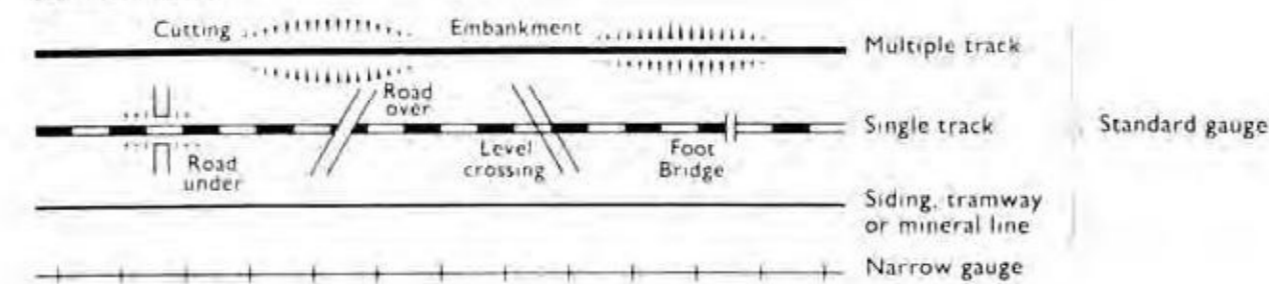 Cutting
Embankment
Multiple track
Road
over
Single track
Standard gauge
Road
under
Level
crossing
Foot
Bridge
Siding, tramway
or mineral line
Narrow gauge